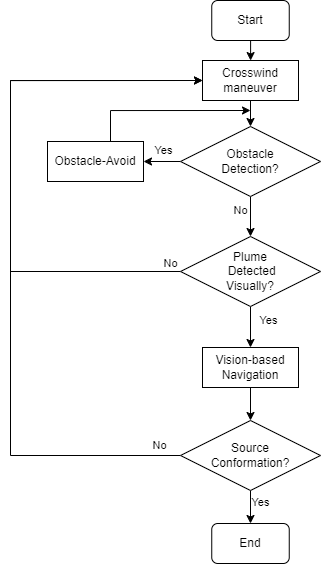 Start
Crosswind
maneuver
Obstacle
Detection?
Yes
Obstacle-Avoid
No
Plume
Detected
Visually?
No
Yes
Vision-based
Navigation
Source
Conformation?
No
Yes
End